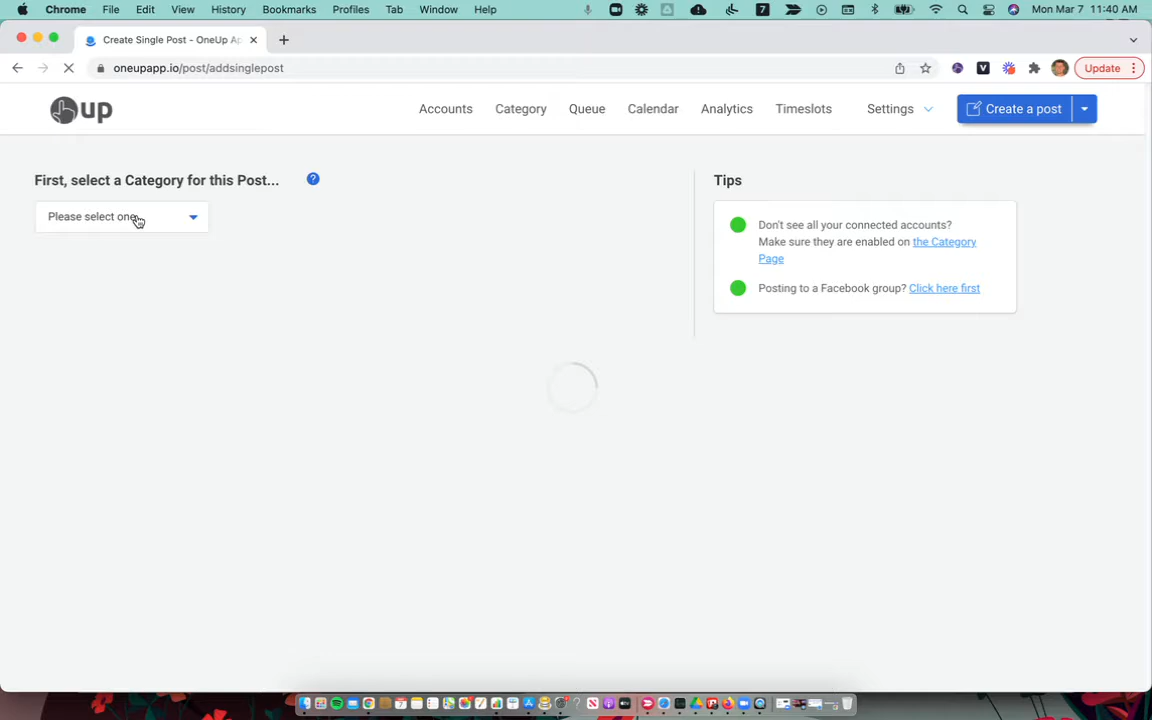 Chrome File Edit View History Bookmarks Profiles Tab Window Help 7 Mon Mar 7 11:40 AM
Create Single Post - OneUp Ap
oneupapp.io/post/addsinglepost Update
up Accounts Category Queue Calendar Analytics Timeslots Settings Create a post
First, select a Category for this Post... ?
Please select one
Tips
Don't see all your connected accounts?
Make sure they are enabled on the Category
Page
Posting to a Facebook group? Click here first